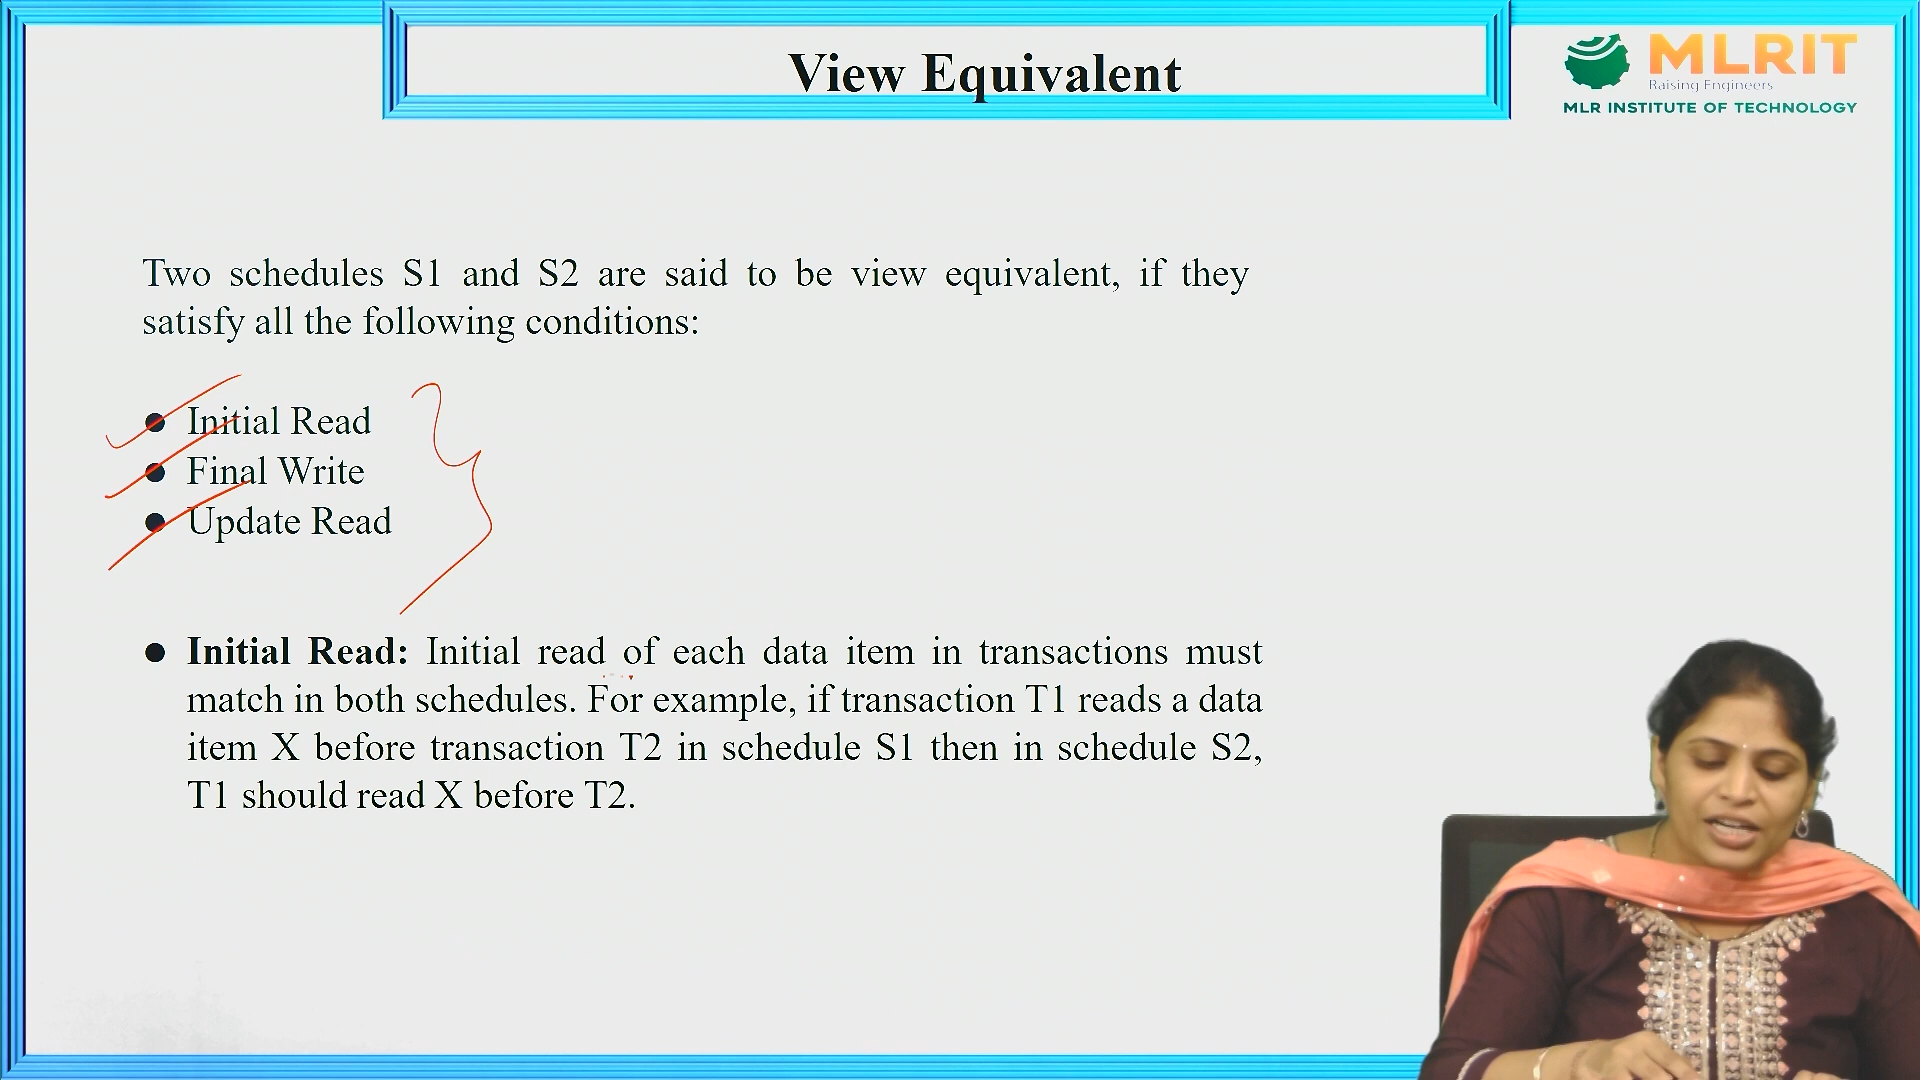 View Equivalent
MLRIT
Raising Engineers
MLR INSTITUTE OF TECHNOLOGY
Two schedules S1 and S2 are said to be view equivalent, if they
satisfy all the following conditions:
● Initial Read
● Final Write
● Update Read
● Initial Read: Initial read of each data item in transactions must
match in both schedules. For example, if transaction T1 reads a data
item X before transaction T2 in schedule S1 then in schedule S2,
T1 should read X before T2.